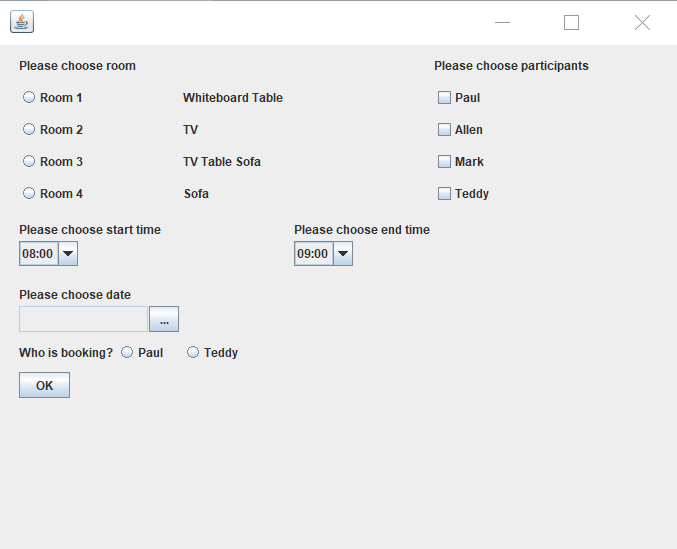 Please choose room Please choose participants
Room 1 Whiteboard Table Paul
Room 2 TV Allen
Room 3 TV Table Sofa Mark
Room 4 Sofa Teddy
Please choose start time Please choose end time
08:00 09:00
Please choose date
...
Who is booking? Paul Teddy
OK